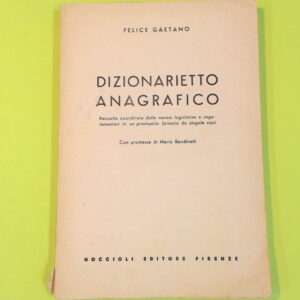 FELICE GAETANO
DIZIONARIETTO
ANAGRAFICO
Raccolta coordinata delle norme legislative e rego-
lamentari in un prontuario formato da singole voci
Con premessa di Mario Bandinelli
NOCCIOLI EDITORE FIRENZE